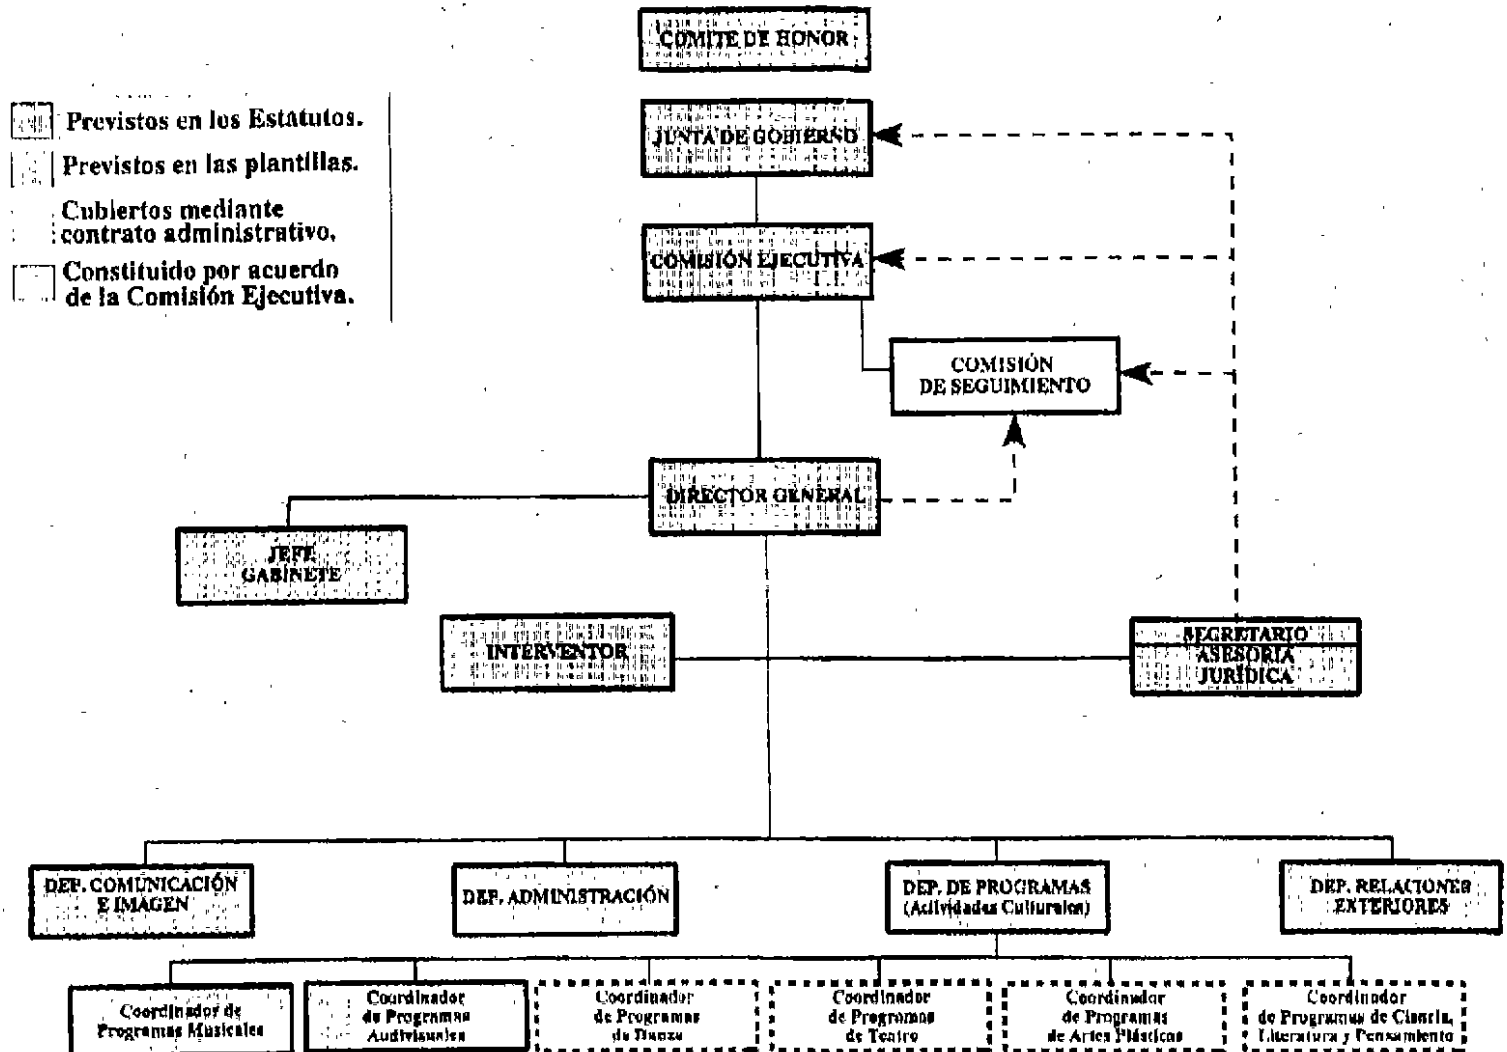 COMITE DE HONOR
Previstos en los Estatutos.
Previstos en las plantillas.
Cubiertos mediante
contrato administrativo.
Constituido por acuerdo
de la Comisión Ejecutiva.
JUNTA DE GOBIERNO
COMISIÓN EJECUTIVA
COMISIÓN
DE SEGUIMIENTO
DIRECTOR GENERAL
JEFE
GABINETE
INTERVENTOR
SEGRETARIO
ASESORIA
JURÍDICA
DEP. COMUNICACIÓN
E IMAGEN
DEP. ADMINISTRACIÓN
DEP. DE PROGRAMAS
(Actividades Culturales)
DEP. RELACIONES
EXTERIORES
Coordinador de
Programas Musicales
Coordinador
de Programas
Audivisuales
Coordinador
de Programas
de Danza
Coordinador
de Programas
de Teatro
Coordinador
de Programas
de Artes Plásticas
Coordinador
de Programas de Ciencia,
Literatura y Pensamiento